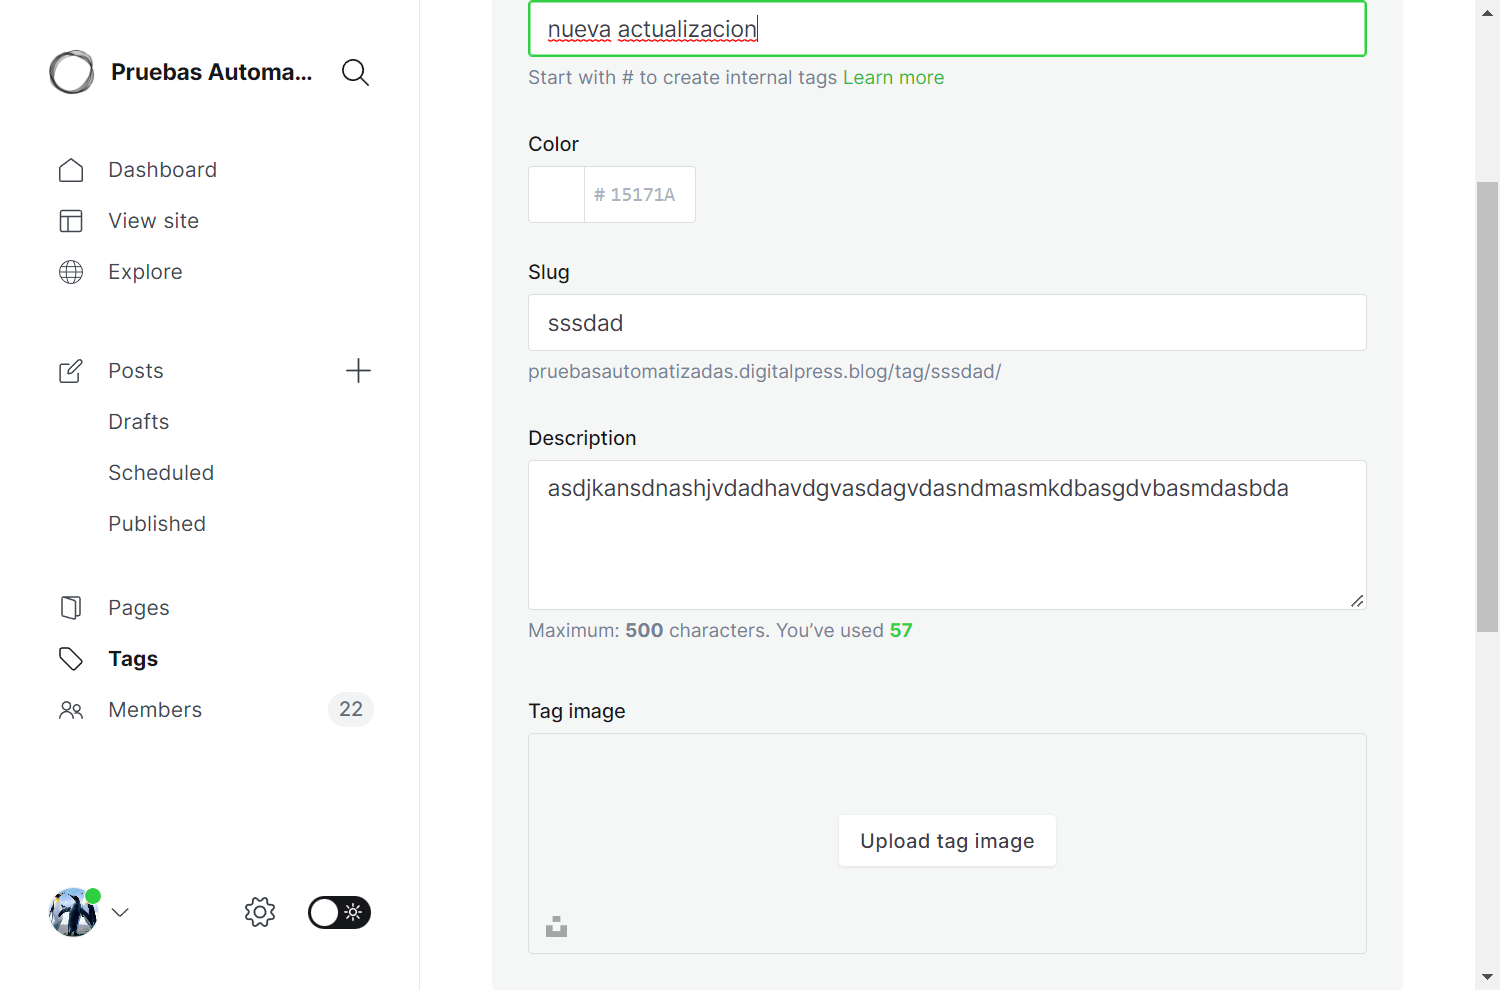 Pruebas Automa...
Dashboard
View site
Explore
Posts
Drafts
Scheduled
Published
Pages
Tags
Members
22
nueva actualizacion
Start with # to create internal tags Learn more
Color
# 15171A
Slug
sssdad
pruebasautomatizadas.digitalpress.blog/tag/sssdad/
Description
asdjkansdnashjvdadhavdgvasdagvdasndmasmkdbasgdvbasmdasbda
Maximum: 500 characters. You’ve used 57
Tag image
Upload tag image